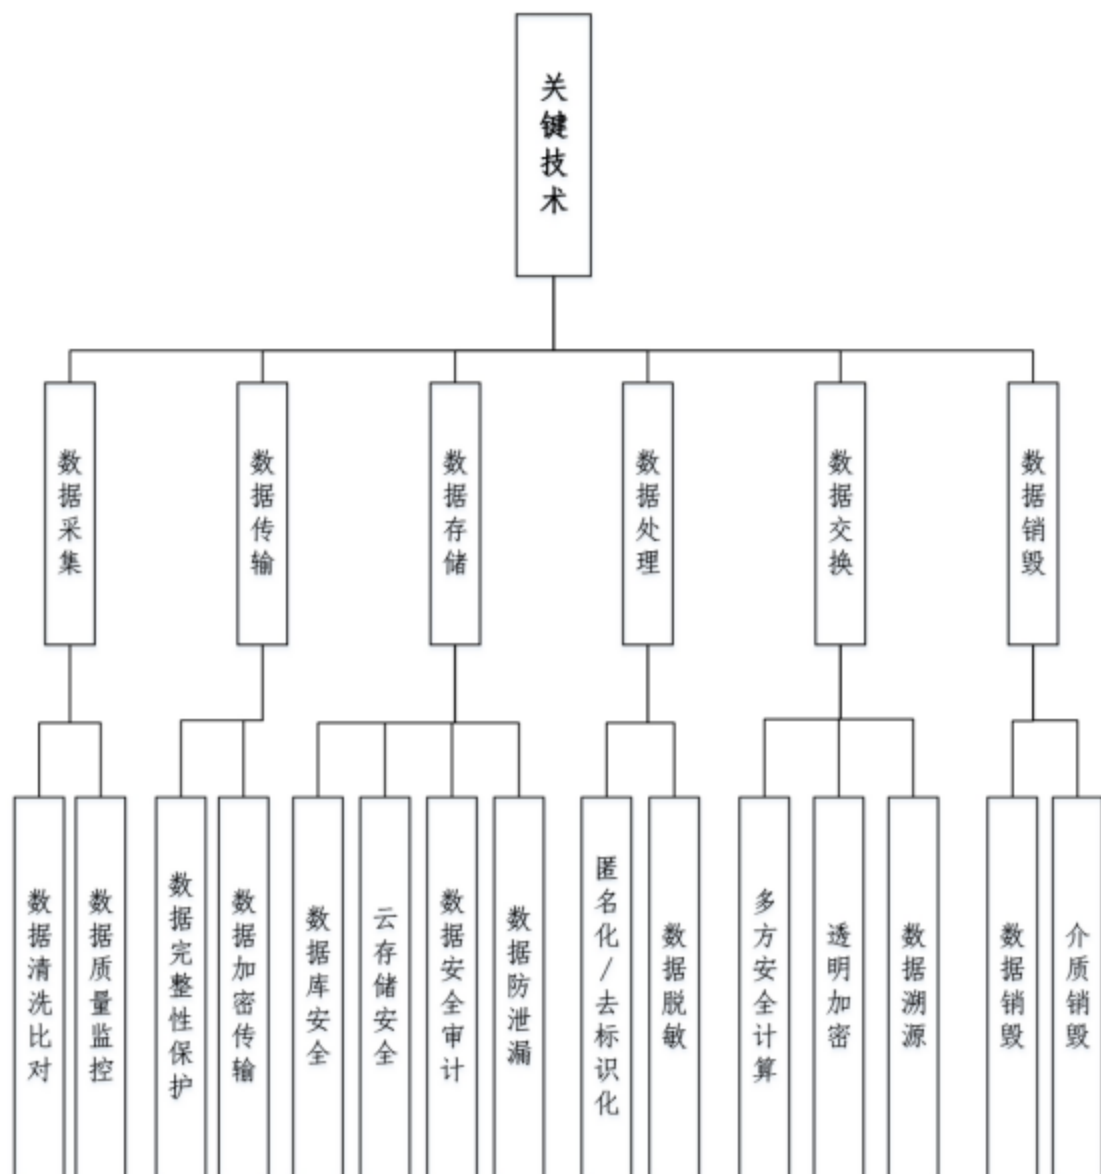 关键技术
数据采集
数据传输
数据存储
数据处理
数据交换
数据销毁
数据清洗比对
数据质量监控
数据完整性保护
数据加密传输
数据库安全
云存储安全
数据安全审计
数据防泄漏
匿名化/去标识化
数据脱敏
多方安全计算
透明加密
数据溯源
数据销毁
介质销毁